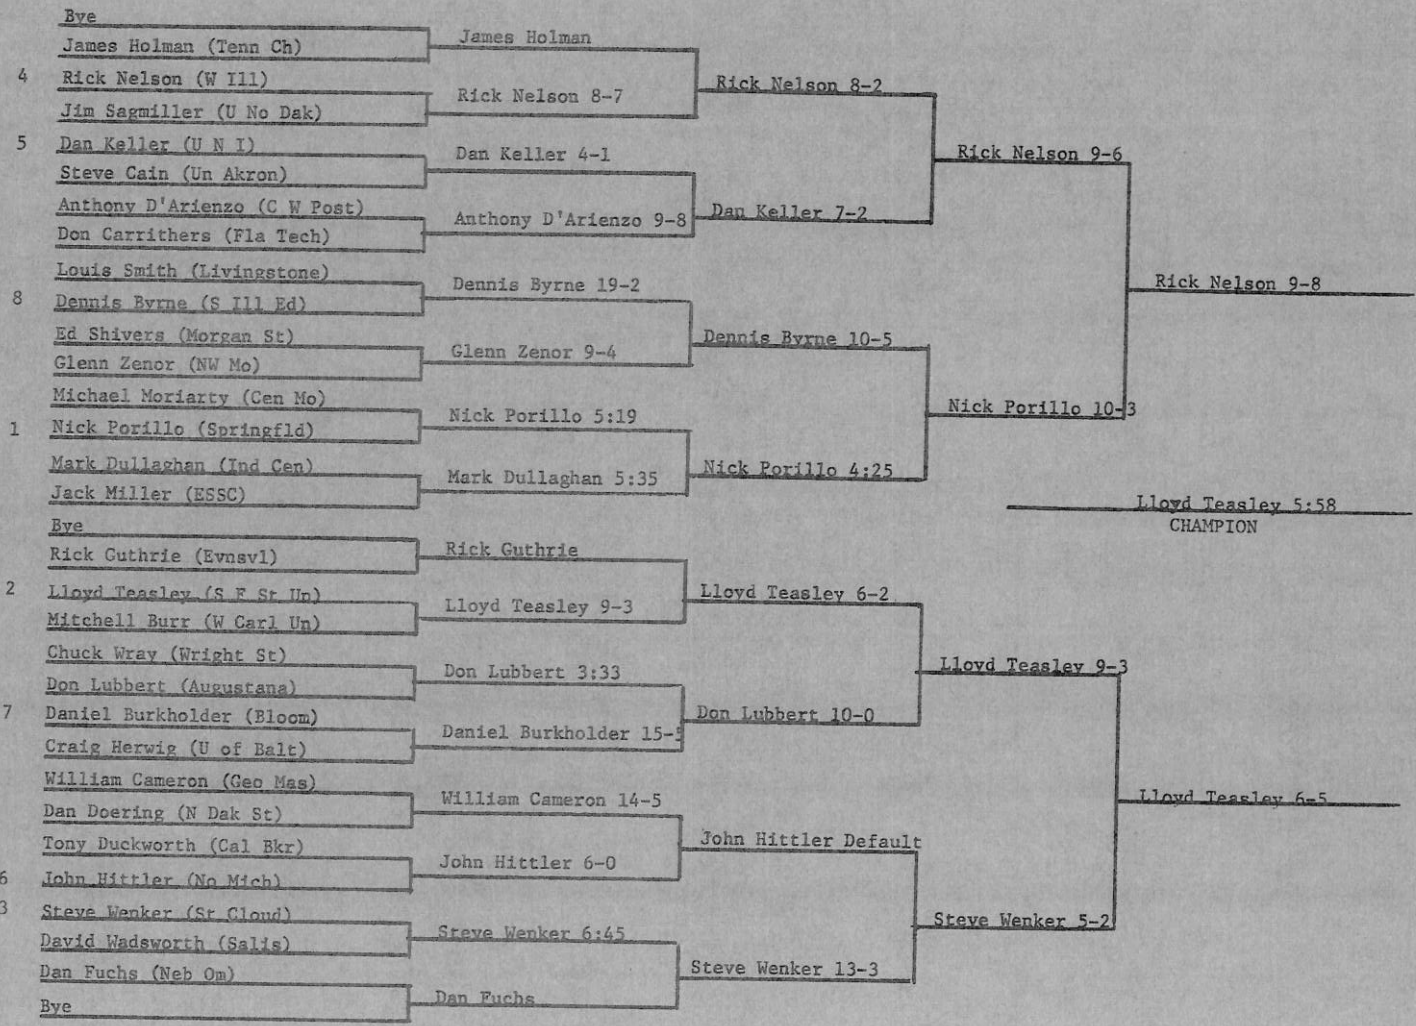 Bye
James Holman (Tenn Ch)
4 Rick Nelson (W Ill)
Jim Sagmiller (U No Dak)
5 Dan Keller (U N I)
Steve Cain (Un Akron)
Anthony D'Arienzo (C W Post)
Don Carrithers (Fla Tech)
Louis Smith (Livingstone)
8 Dennis Byrne (S Ill Ed)
Ed Shivers (Morgan St)
Glenn Zenor (NW Mo)
Michael Moriarty (Cen Mo)
1 Nick Porillo (Springfld)
Mark Dullaghan (Ind Cen)
Jack Miller (ESSC)
Bye
Rick Guthrie (Evnsvl)
2 Lloyd Teasley (S F St Un)
Mitchell Burr (W Carl Un)
Chuck Wray (Wright St)
Don Lubbert (Augustana)
7 Daniel Burkholder (Bloom)
Craig Herwig (U of Balt)
William Cameron (Geo Mas)
Dan Doering (N Dak St)
Tony Duckworth (Cal Bkr)
6 John Hittler (No Mich)
3 Steve Wenker (St Cloud)
David Wadsworth (Salis)
Dan Fuchs (Neb Om)
Bye
James Holman
Rick Nelson 8-7
Dan Keller 4-1
Anthony D'Arienzo 9-8
Dennis Byrne 19-2
Glenn Zenor 9-4
Nick Porillo 5:19
Mark Dullaghan 5:35
Rick Guthrie
Lloyd Teasley 9-3
Don Lubbert 3:33
Daniel Burkholder 15-5
William Cameron 14-5
John Hittler 6-0
Steve Wenker 6:45
Dan Fuchs
Rick Nelson 8-2
Dan Keller 7-2
Dennis Byrne 10-5
Nick Porillo 4:25
Lloyd Teasley 6-2
Don Lubbert 10-0
John Hittler Default
Steve Wenker 13-3
Rick Nelson 9-6
Nick Porillo 10-3
Lloyd Teasley 9-3
Steve Wenker 5-2
Rick Nelson 9-8
Lloyd Teasley 6-5
Lloyd Teasley 5:58
CHAMPION